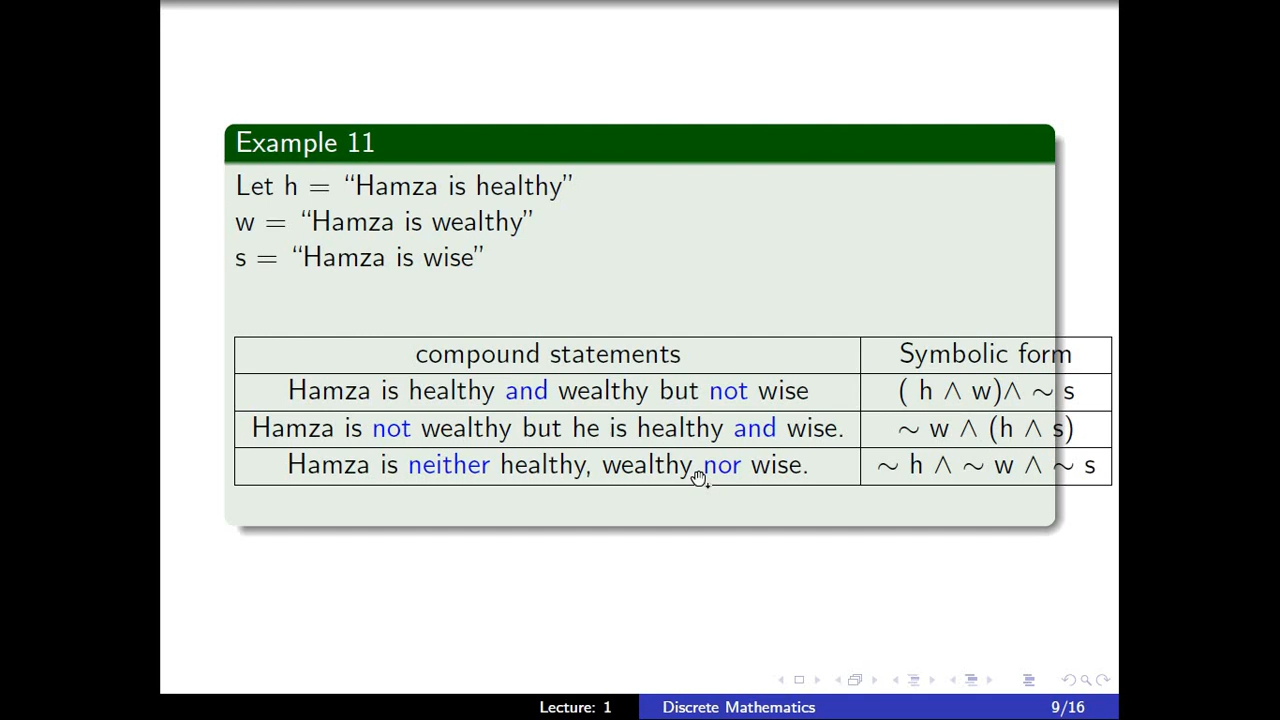 Example 11
Let h = “Hamza is healthy”
w = “Hamza is wealthy”
s = “Hamza is wise”
compound statements Symbolic form
Hamza is healthy and wealthy but not wise ( h ∧ w)∧ ∼ s
Hamza is not wealthy but he is healthy and wise. ∼ w ∧ (h ∧ s)
Hamza is neither healthy, wealthy nor wise. ∼ h ∧ ∼ w ∧ ∼ s
Lecture: 1 Discrete Mathematics 9/16